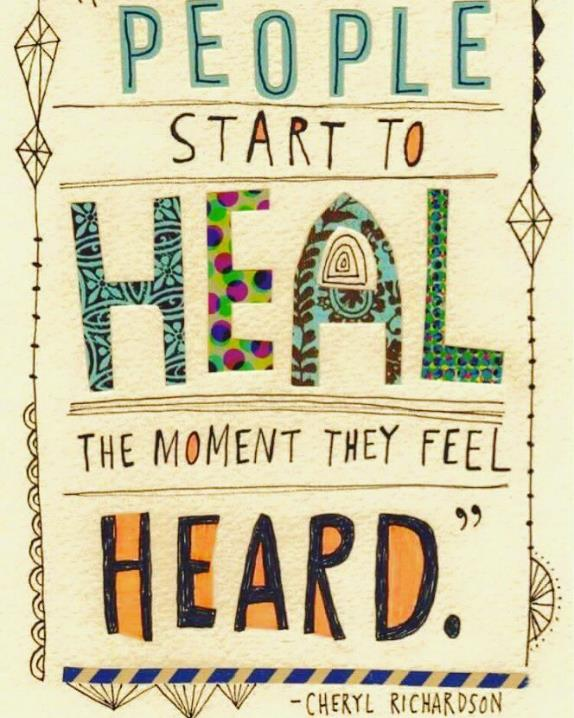 "PEOPLE
START TO
HEAL
THE MOMENT THEY FEEL
HEARD."
-CHERYL RICHARDSON